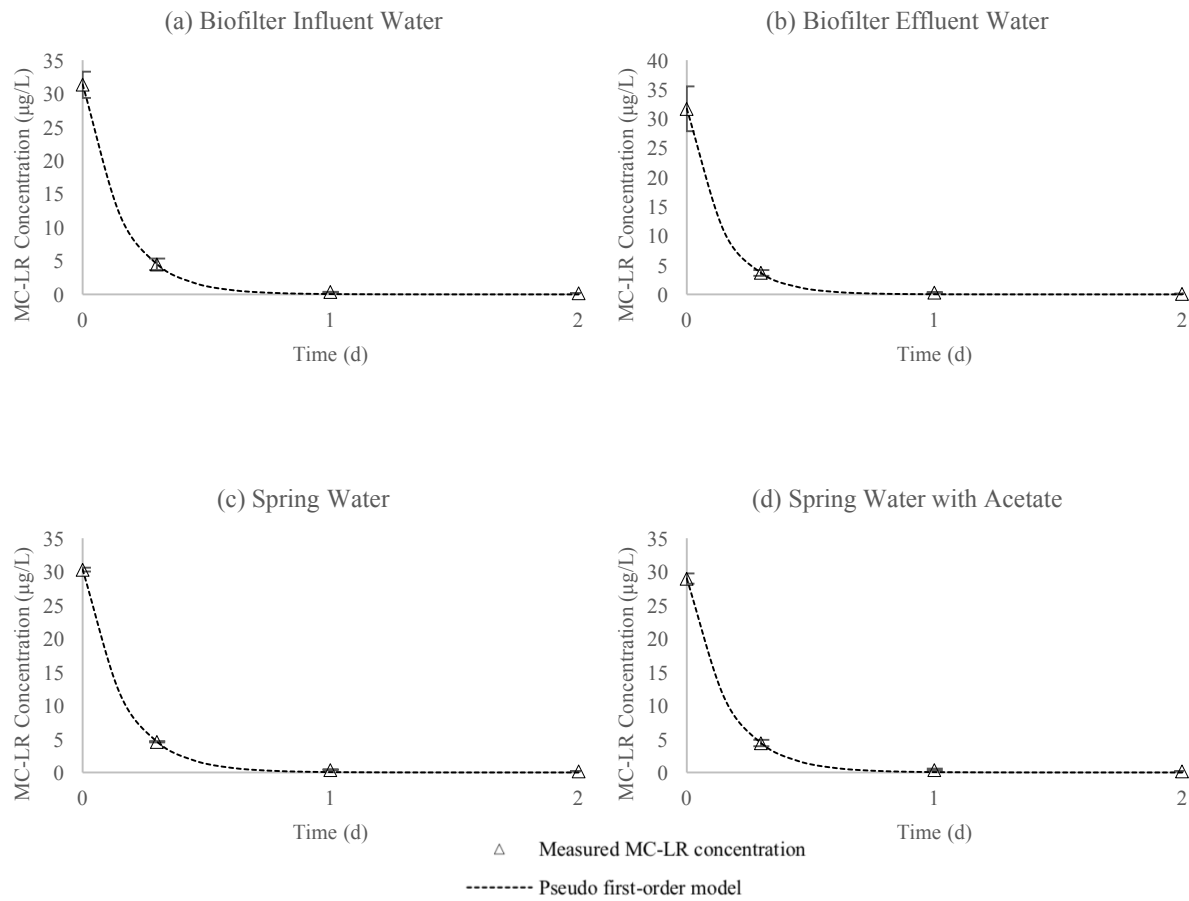 (a) Biofilter Influent Water
MC-LR Concentration (µg/L)
35
30
25
20
15
10
5
0
0 1 2
Time (d)
(b) Biofilter Effluent Water
MC-LR Concentration (µg/L)
40
35
30
25
20
15
10
5
0
0 1 2
Time (d)
(c) Spring Water
MC-LR Concentration (µg/L)
35
30
25
20
15
10
5
0
0 1 2
Time (d)
(d) Spring Water with Acetate
MC-LR Concentration (µg/L)
35
30
25
20
15
10
5
0
0 1 2
Time (d)
Measured MC-LR concentration
Pseudo first-order model